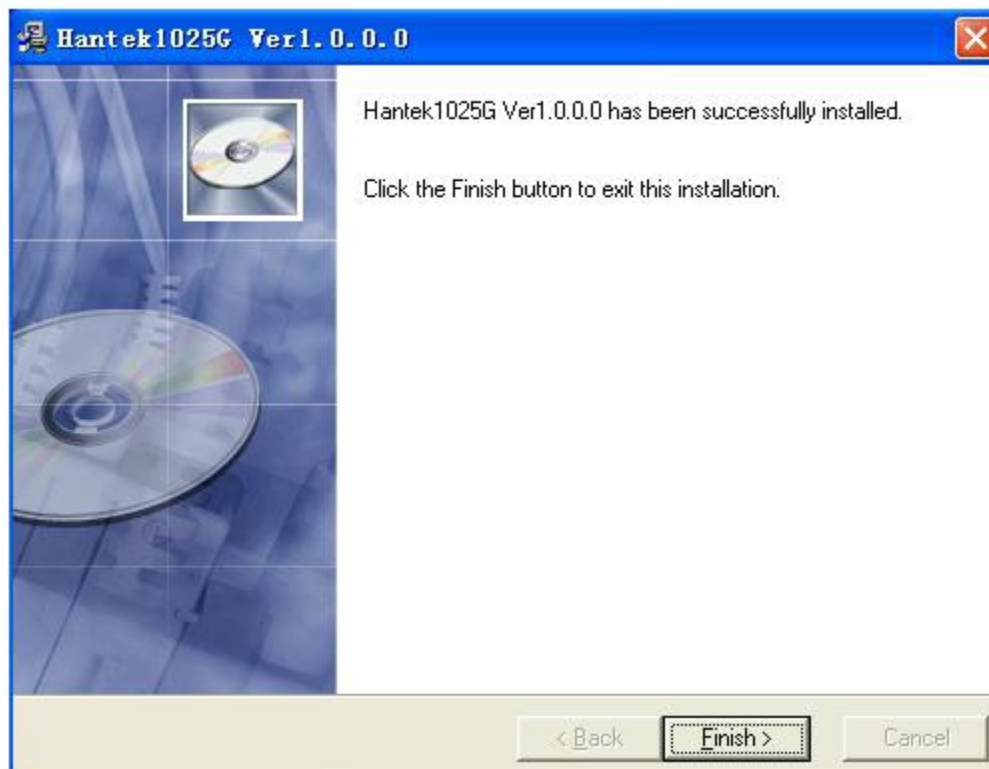 Hantek1025G Ver1.0.0.0
Hantek1025G Ver1.0.0.0 has been successfully installed.
Click the Finish button to exit this installation.
< Back
Finish >
Cancel